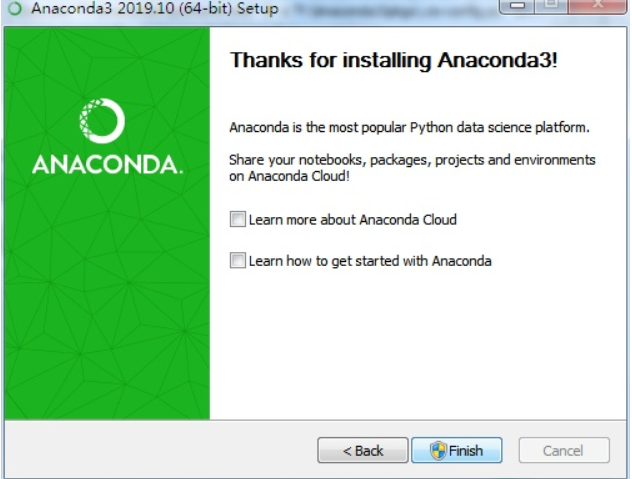 Anaconda3 2019.10 (64-bit) Setup
Thanks for installing Anaconda3!
ANACONDA.
Anaconda is the most popular Python data science platform.
Share your notebooks, packages, projects and environments
on Anaconda Cloud!
Learn more about Anaconda Cloud
Learn how to get started with Anaconda
< Back
Finish
Cancel